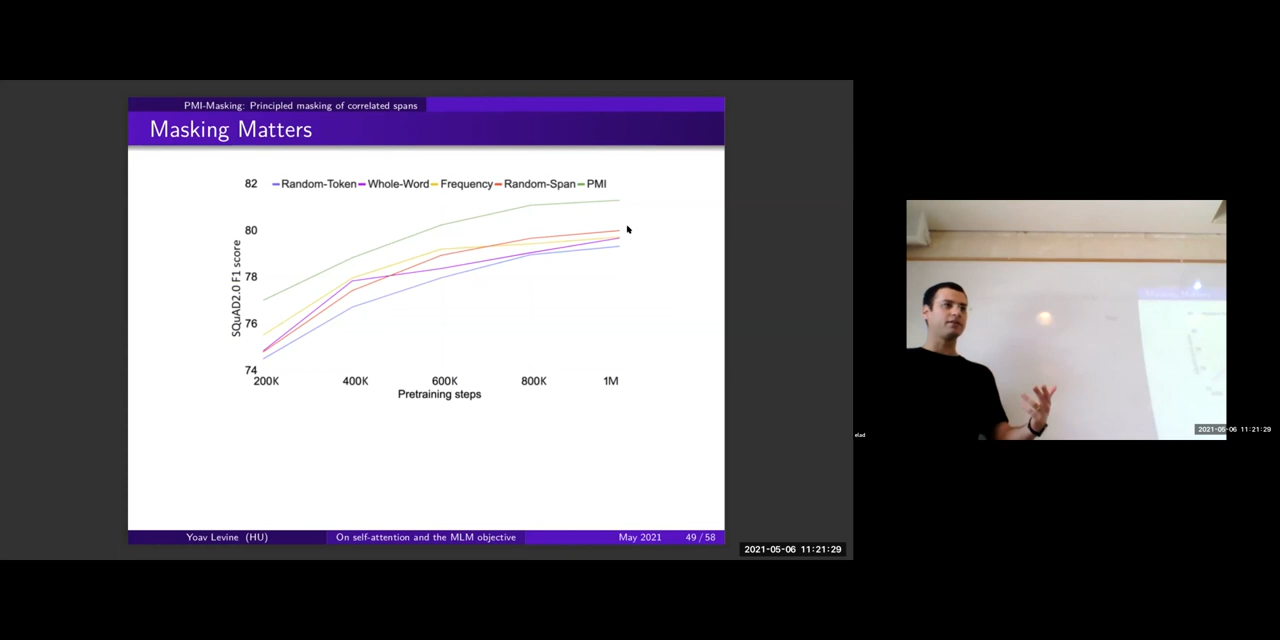 PMI-Masking: Principled masking of correlated spans
Masking Matters
Random-Token Whole-Word Frequency Random-Span PMI
82
80
78
76
74
SQuAD2.0 F1 score
200K 400K 600K 800K 1M
Pretraining steps
Yoav Levine (HU) On self-attention and the MLM objective May 2021 49 / 58
2021-05-06 11:21:29
elad
2021-05-06 11:21:29